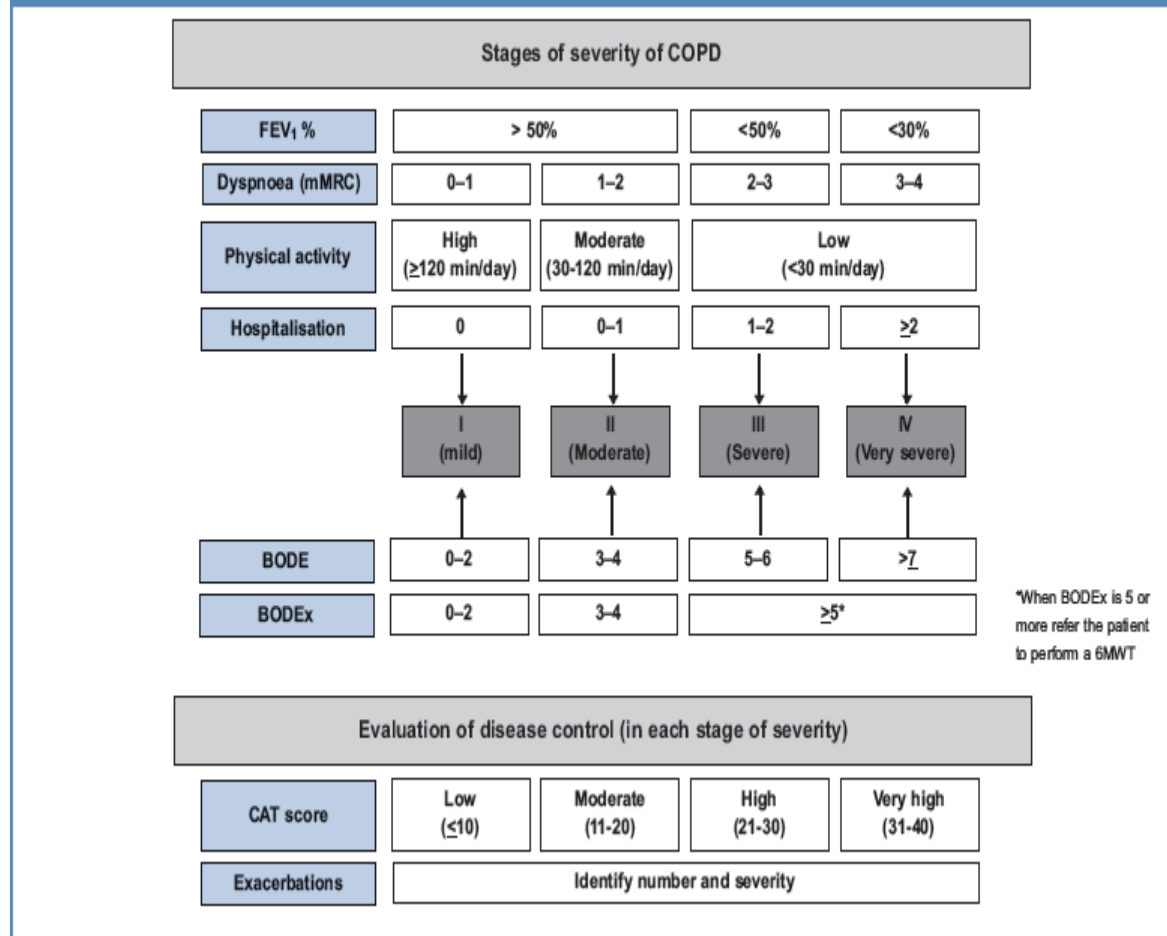 Stages of severity of COPD
FEV₁ %
> 50%
<50%
<30%
Dyspnoea (mMRC)
0–1
1–2
2–3
3–4
Physical activity
High
(≥120 min/day)
Moderate
(30-120 min/day)
Low
(<30 min/day)
Hospitalisation
0
0–1
1–2
≥2
I
(mild)
II
(Moderate)
III
(Severe)
IV
(Very severe)
BODE
0–2
3–4
5–6
>7
BODEx
0–2
3–4
≥5*
*When BODEx is 5 or
more refer the patient
to perform a 6MWT
Evaluation of disease control (in each stage of severity)
CAT score
Low
(≤10)
Moderate
(11-20)
High
(21-30)
Very high
(31-40)
Exacerbations
Identify number and severity